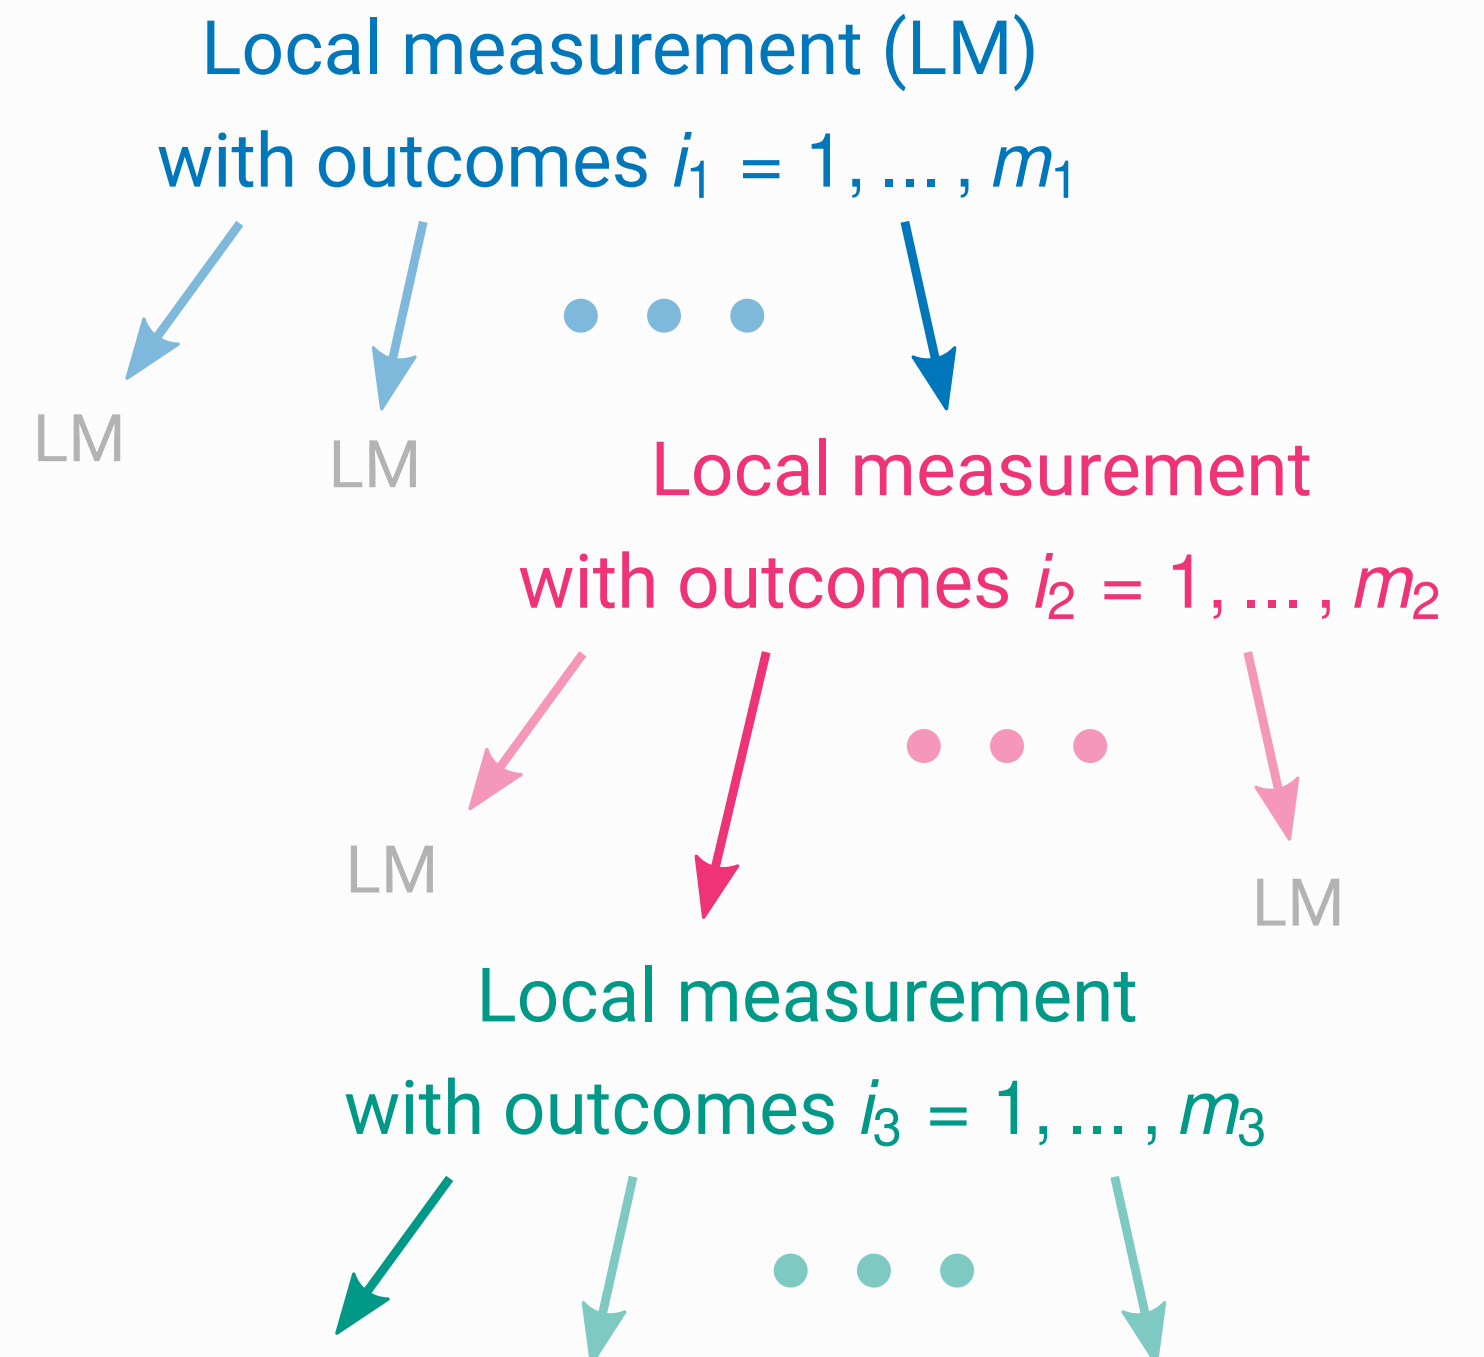 Local measurement (LM)
with outcomes i₁ = 1, ... , m₁
LM
LM
Local measurement
with outcomes i₂ = 1, ... , m₂
LM
LM
Local measurement
with outcomes i₃ = 1, ... , m₃